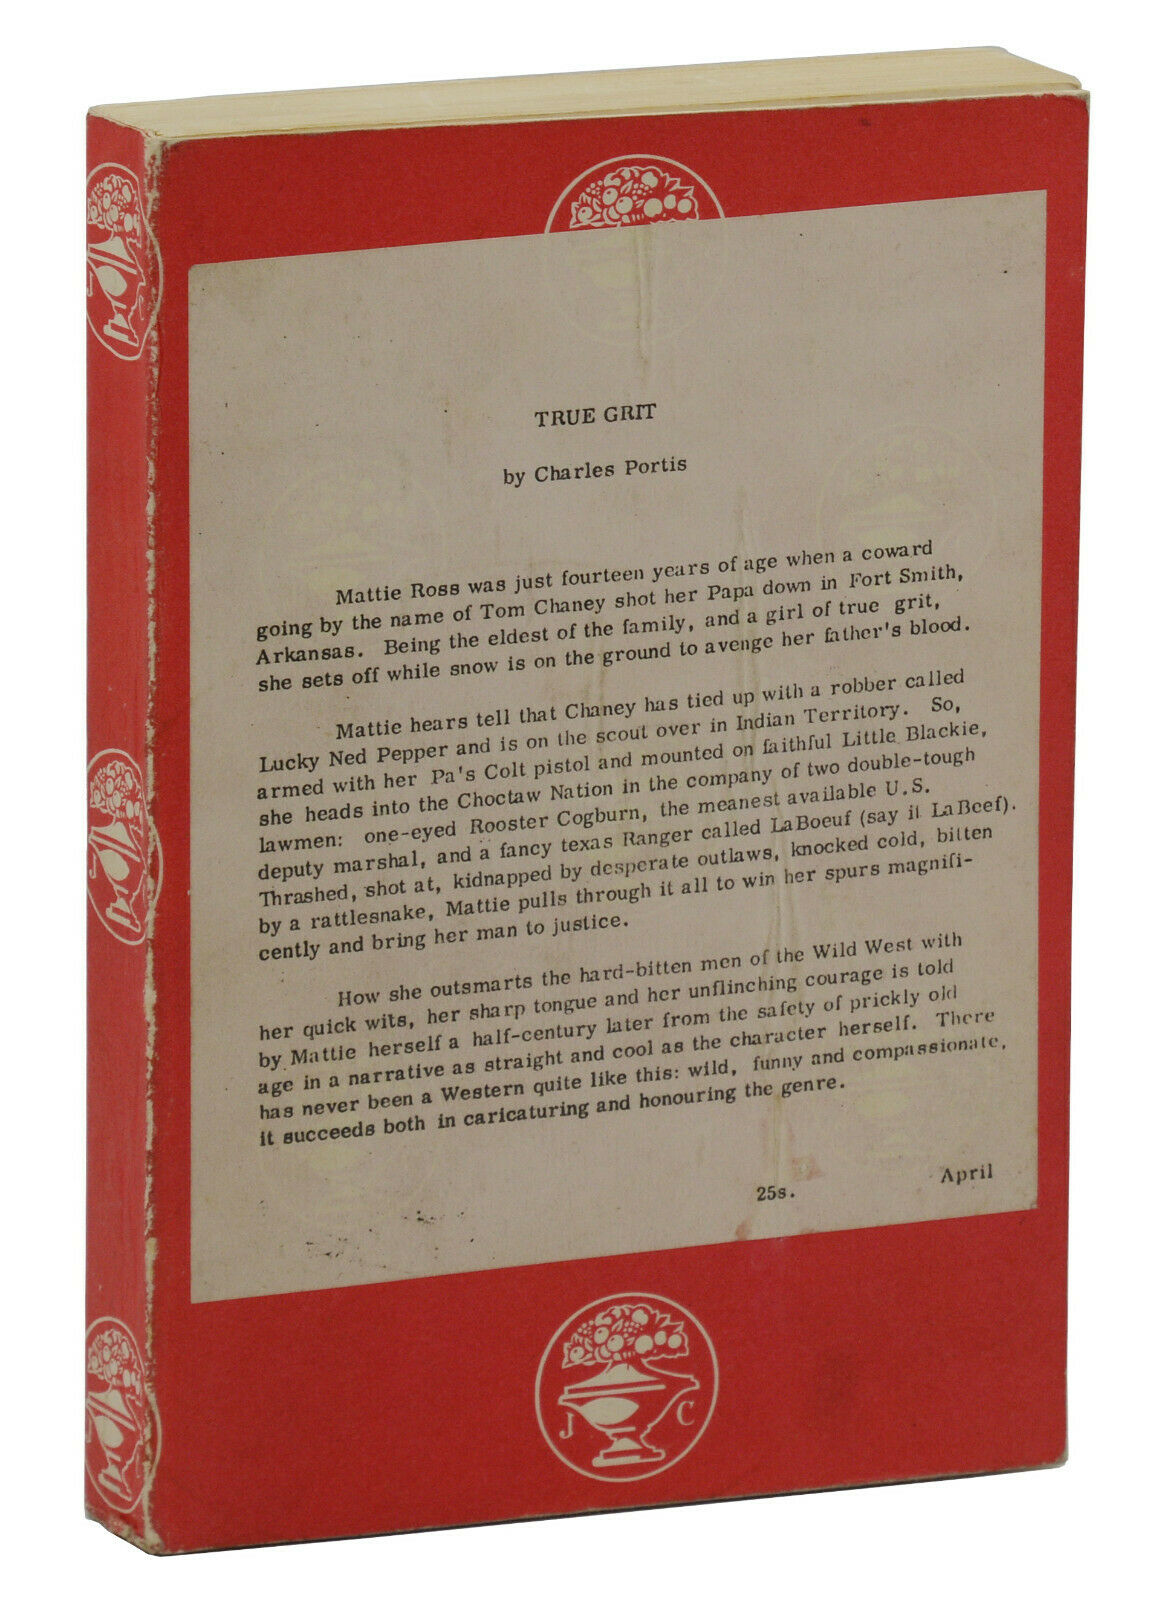 TRUE GRIT
by Charles Portis
Mattie Ross was just fourteen years of age when a coward
going by the name of Tom Chaney shot her Papa down in Fort Smith,
Arkansas. Being the eldest of the family, and a girl of true grit,
she sets off while snow is on the ground to avenge her father's blood.
Mattie hears tell that Chaney has tied up with a robber called
Lucky Ned Pepper and is on the scout over in Indian Territory. So,
armed with her Pa's Colt pistol and mounted on faithful Little Blackie,
she heads into the Choctaw Nation in the company of two double-tough
lawmen: one-eyed Rooster Cogburn, the meanest available U.S.
deputy marshal, and a fancy texas Ranger called LaBoeuf (say it LaBeef).
Thrashed, shot at, kidnapped by desperate outlaws, knocked cold, bitten
by a rattlesnake, Mattie pulls through it all to win her spurs magnifi-
cently and bring her man to justice.
How she outsmarts the hard-bitten men of the Wild West with
her quick wits, her sharp tongue and her unflinching courage is told
by Mattie herself a half-century later from the safety of prickly old
age in a narrative as straight and cool as the character herself. There
has never been a Western quite like this: wild, funny and compassionate,
it succeeds both in caricaturing and honouring the genre.
25s. April
J C
J